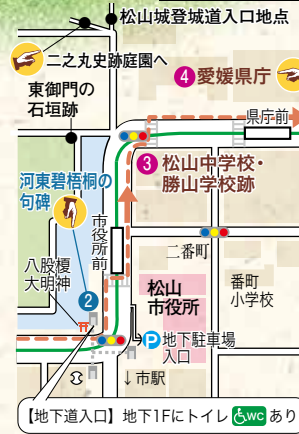 松山城登城道入口地点
二之丸史跡庭園へ
4 愛媛県庁
東御門の
石垣跡
県庁前
3 松山中学校・
勝山学校跡
河東碧梧桐の
句碑
市役所前
二番町
八股榎
大明神
2
松山
市役所
番町
小学校
P 地下駐車場
入口
↓市駅
【地下道入口】地下1Fにトイレ WC あり